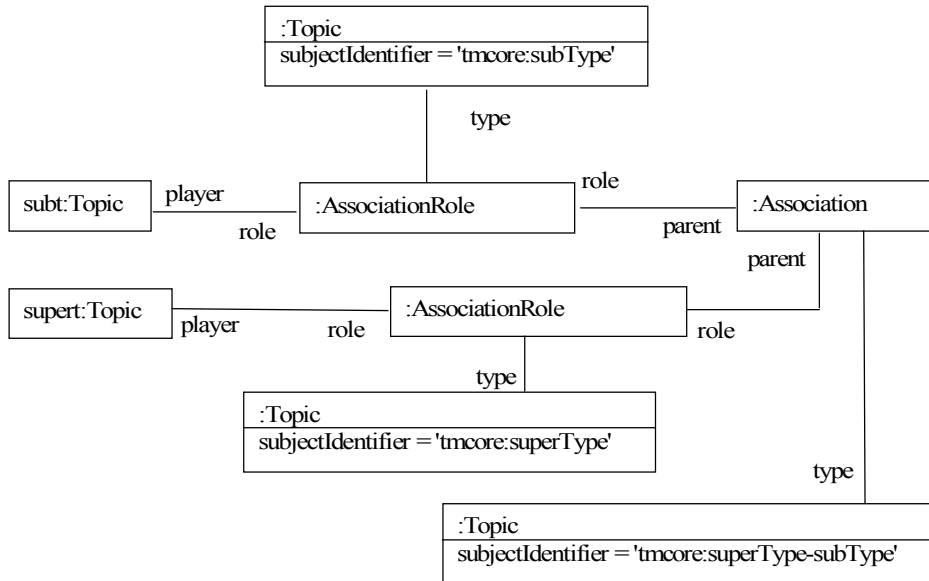 :Topic
subjectIdentifier = 'tmcore:subType'
type
subt:Topic
player
role
:AssociationRole
role
parent
:Association
parent
supert:Topic
player
role
:AssociationRole
role
type
:Topic
subjectIdentifier = 'tmcore:superType'
type
:Topic
subjectIdentifier = 'tmcore:superType-subType'